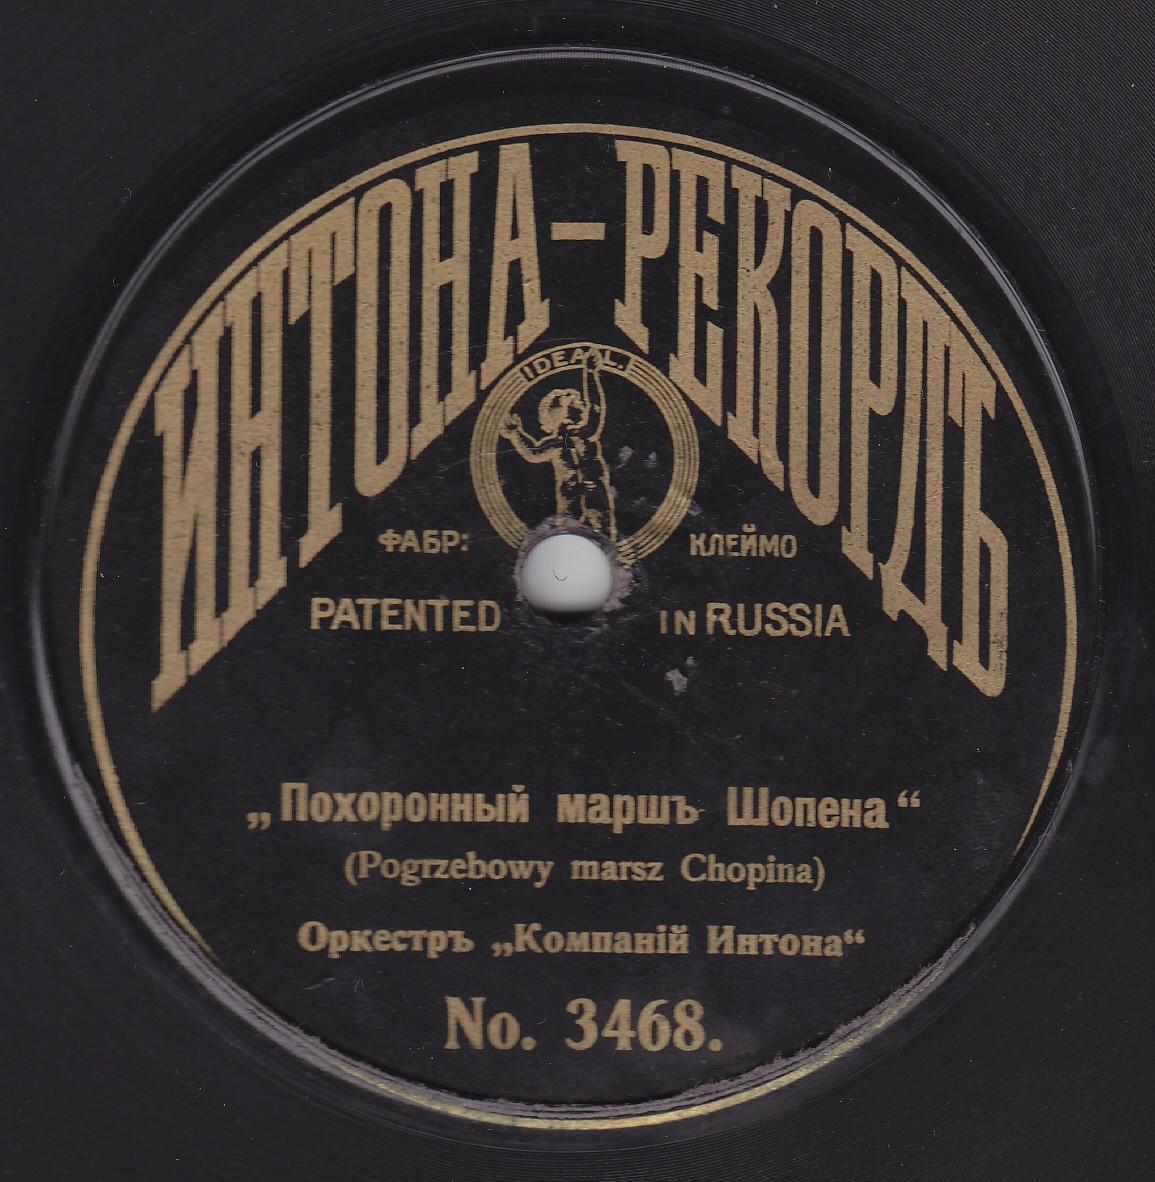 ИНТОНА-РЕКОРДЪ
IDEAL.
ФАБР: КЛЕЙМО
PATENTED IN RUSSIA
„Похоронный маршъ Шопена“
(Pogrzebowy marsz Chopina)
Оркестръ „Компаній Интона“
No. 3468.